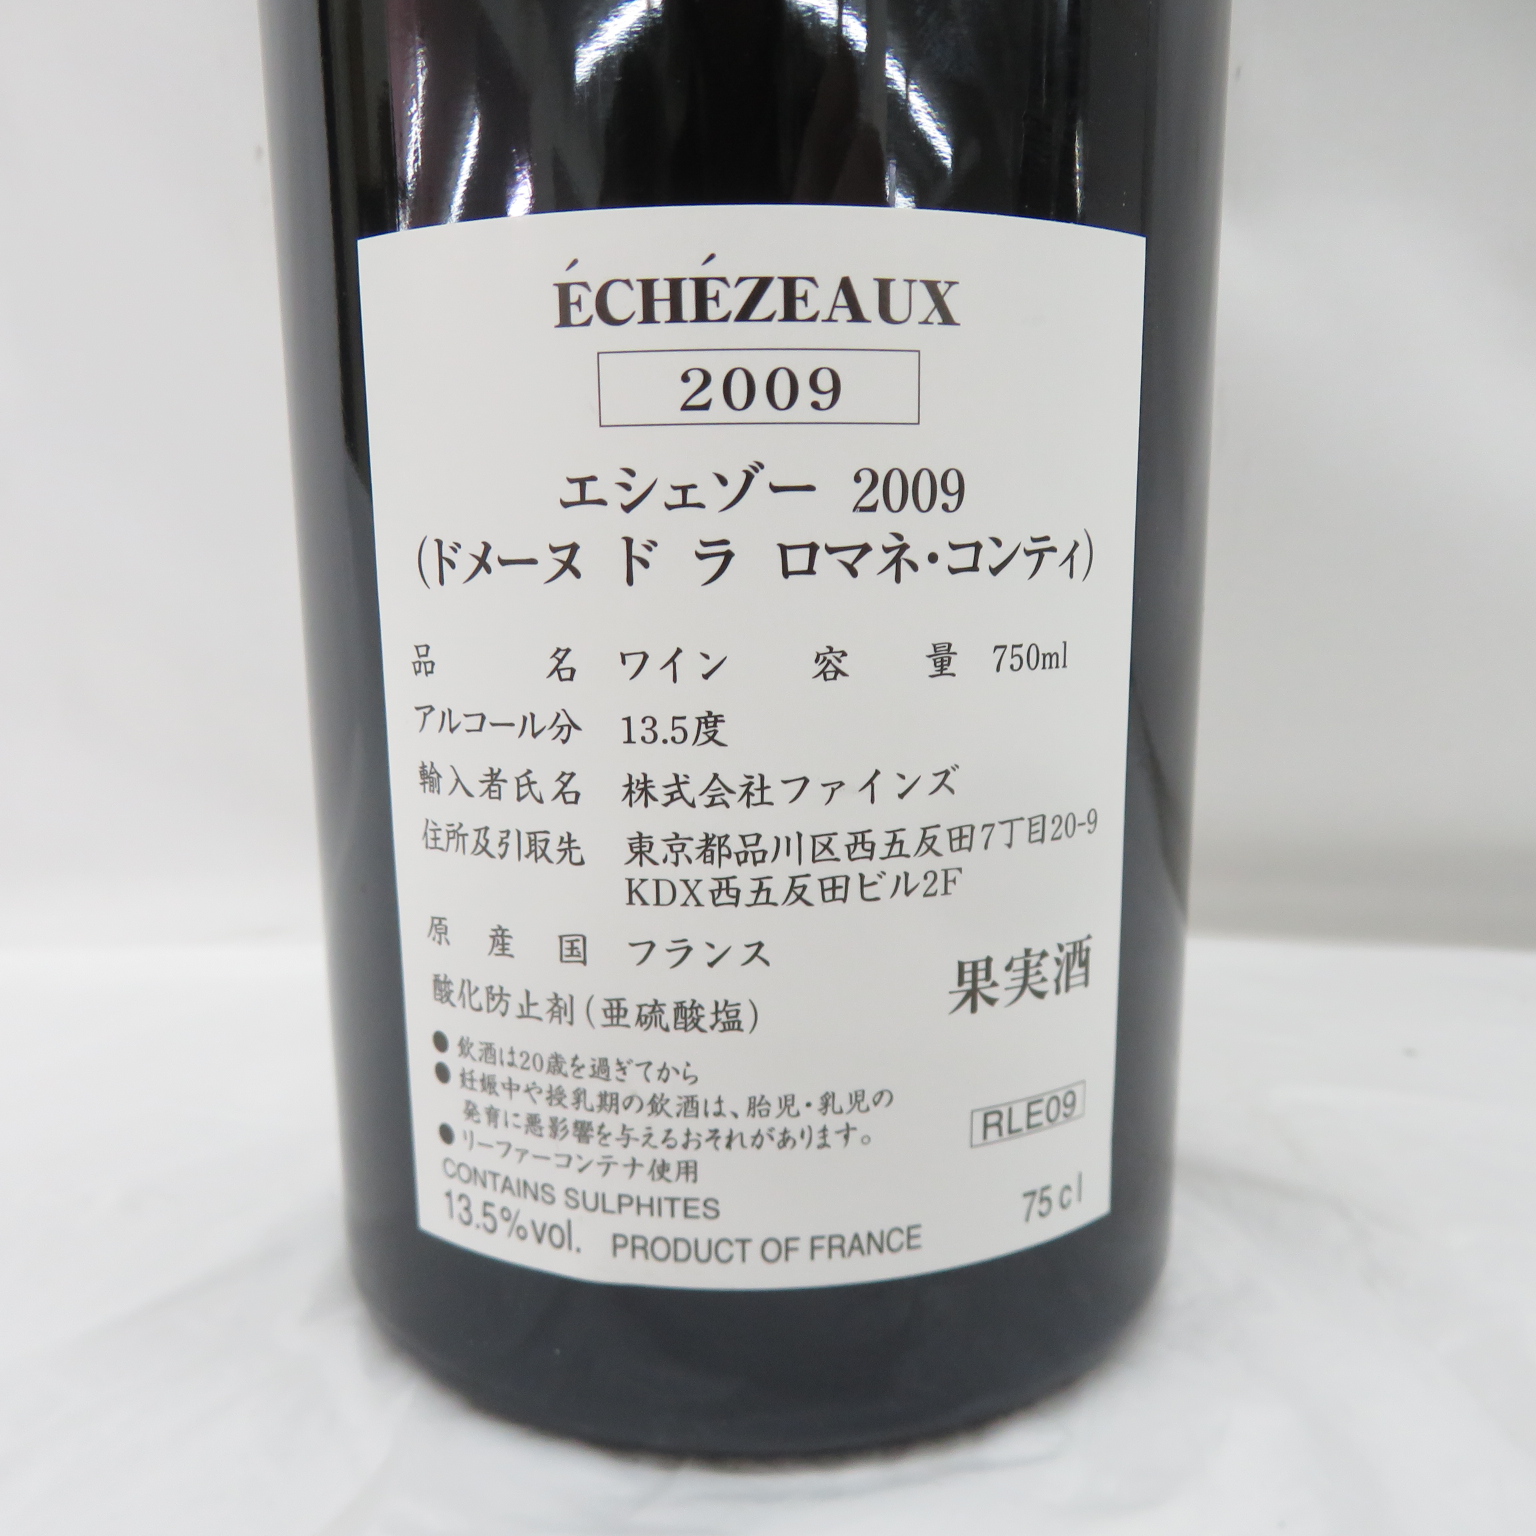 ÉCHÉZEAUX
2009
エシェゾー 2009
(ドメーヌ ド ラ ロマネ・コンティ)
品名 ワイン 容量 750ml
アルコール分 13.5度
輸入者氏名 株式会社ファインズ
住所及引取先 東京都品川区西五反田7丁目20-9
KDX西五反田ビル2F
原産国 フランス
酸化防止剤(亜硫酸塩)
果実酒
●飲酒は20歳を過ぎてから
●妊娠中や授乳期の飲酒は、胎児・乳児の
発育に悪影響を与えるおそれがあります。
●リーファーコンテナ使用
RLE09
CONTAINS SULPHITES
13.5%vol. PRODUCT OF FRANCE 75cl